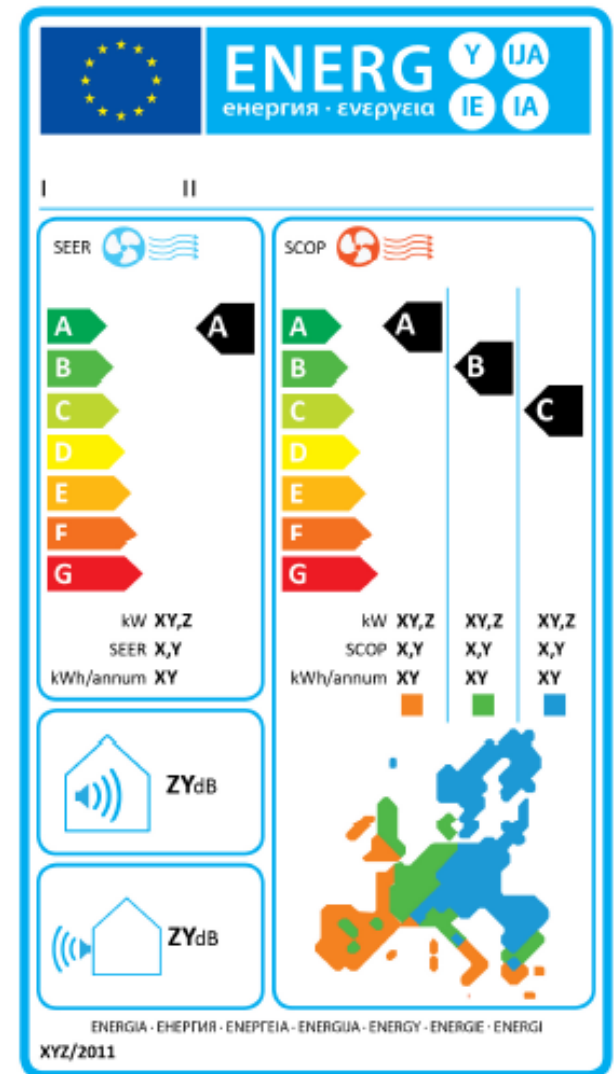 ENERG Y IJA
енергия · ενεργεια IE IA
I II
SEER
A A
B
C
D
E
F
G
kW XY,Z
SEER X,Y
kWh/annum XY
SCOP
A A
B B
C C
D
E
F
G
kW XY,Z XY,Z XY,Z
SCOP X,Y X,Y X,Y
kWh/annum XY XY XY
ZYdB
ZYdB
ENERGIA · ЕНЕРГИЯ · ΕΝΕΡΓΕΙΑ · ENERGIJA · ENERGY · ENERGIE · ENERGI
XYZ/2011